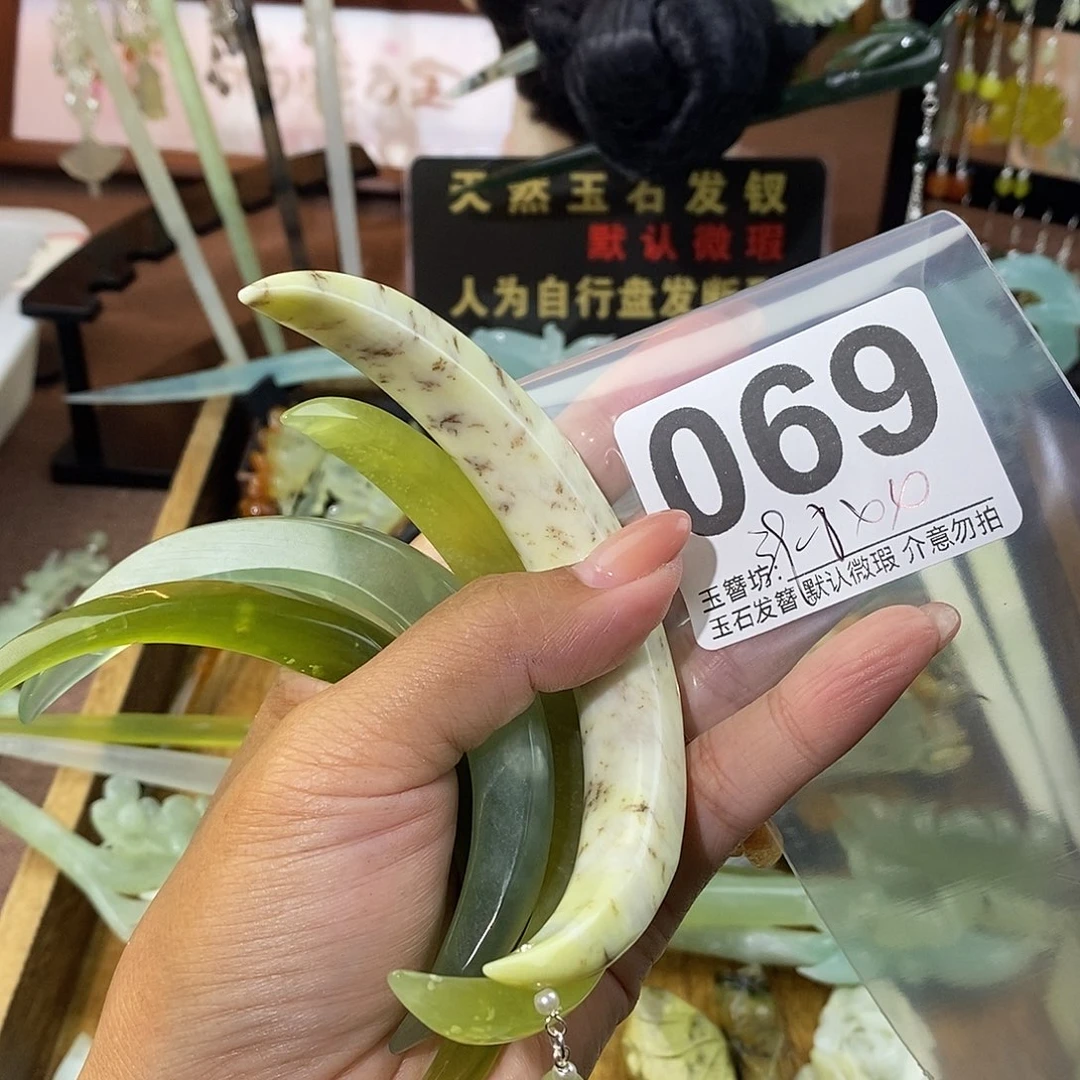 天然玉石发钗
默认微瑕
人为自行盘发断
069
玉簪坊:
玉石发簪默认微瑕 介意勿拍